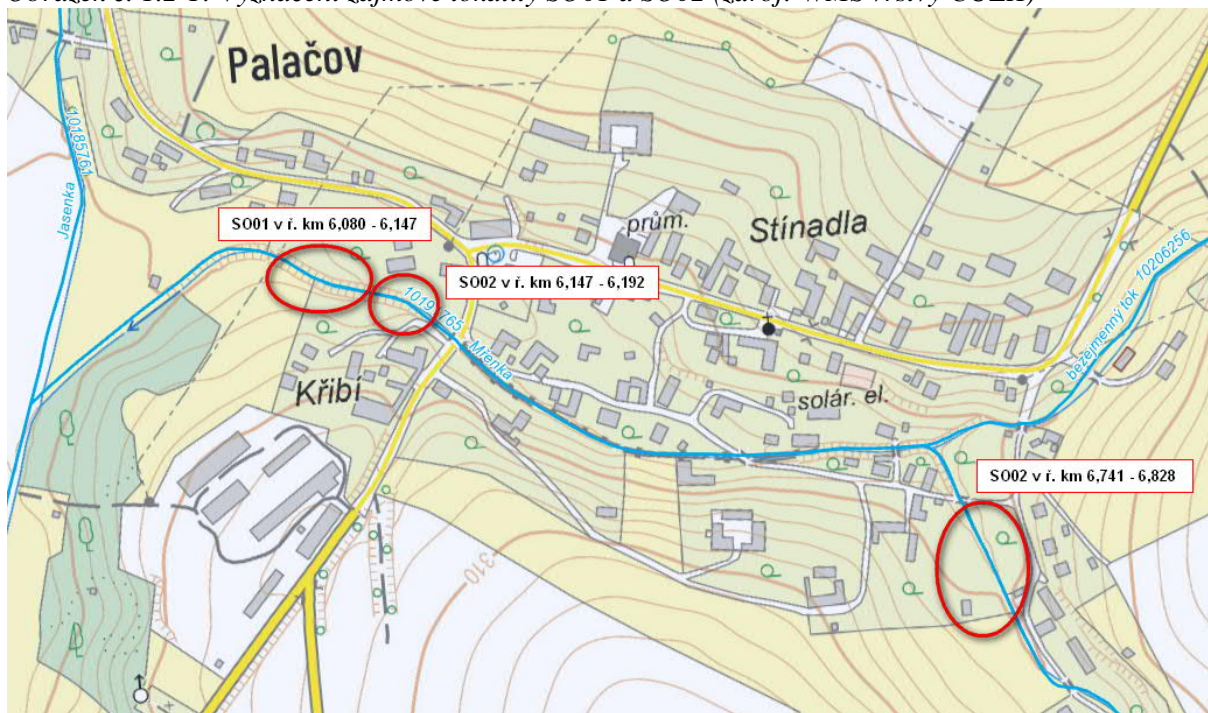 Palačov
10185761
Jasenka
SO01 v ř. km 6,080 - 6,147
prům.
Stínadla
SO02 v ř. km 6,147 - 6,192
765
Mřenka
bezejmenný tok 10206256
Křibí
solár. el.
SO02 v ř. km 6,741 - 6,828
310